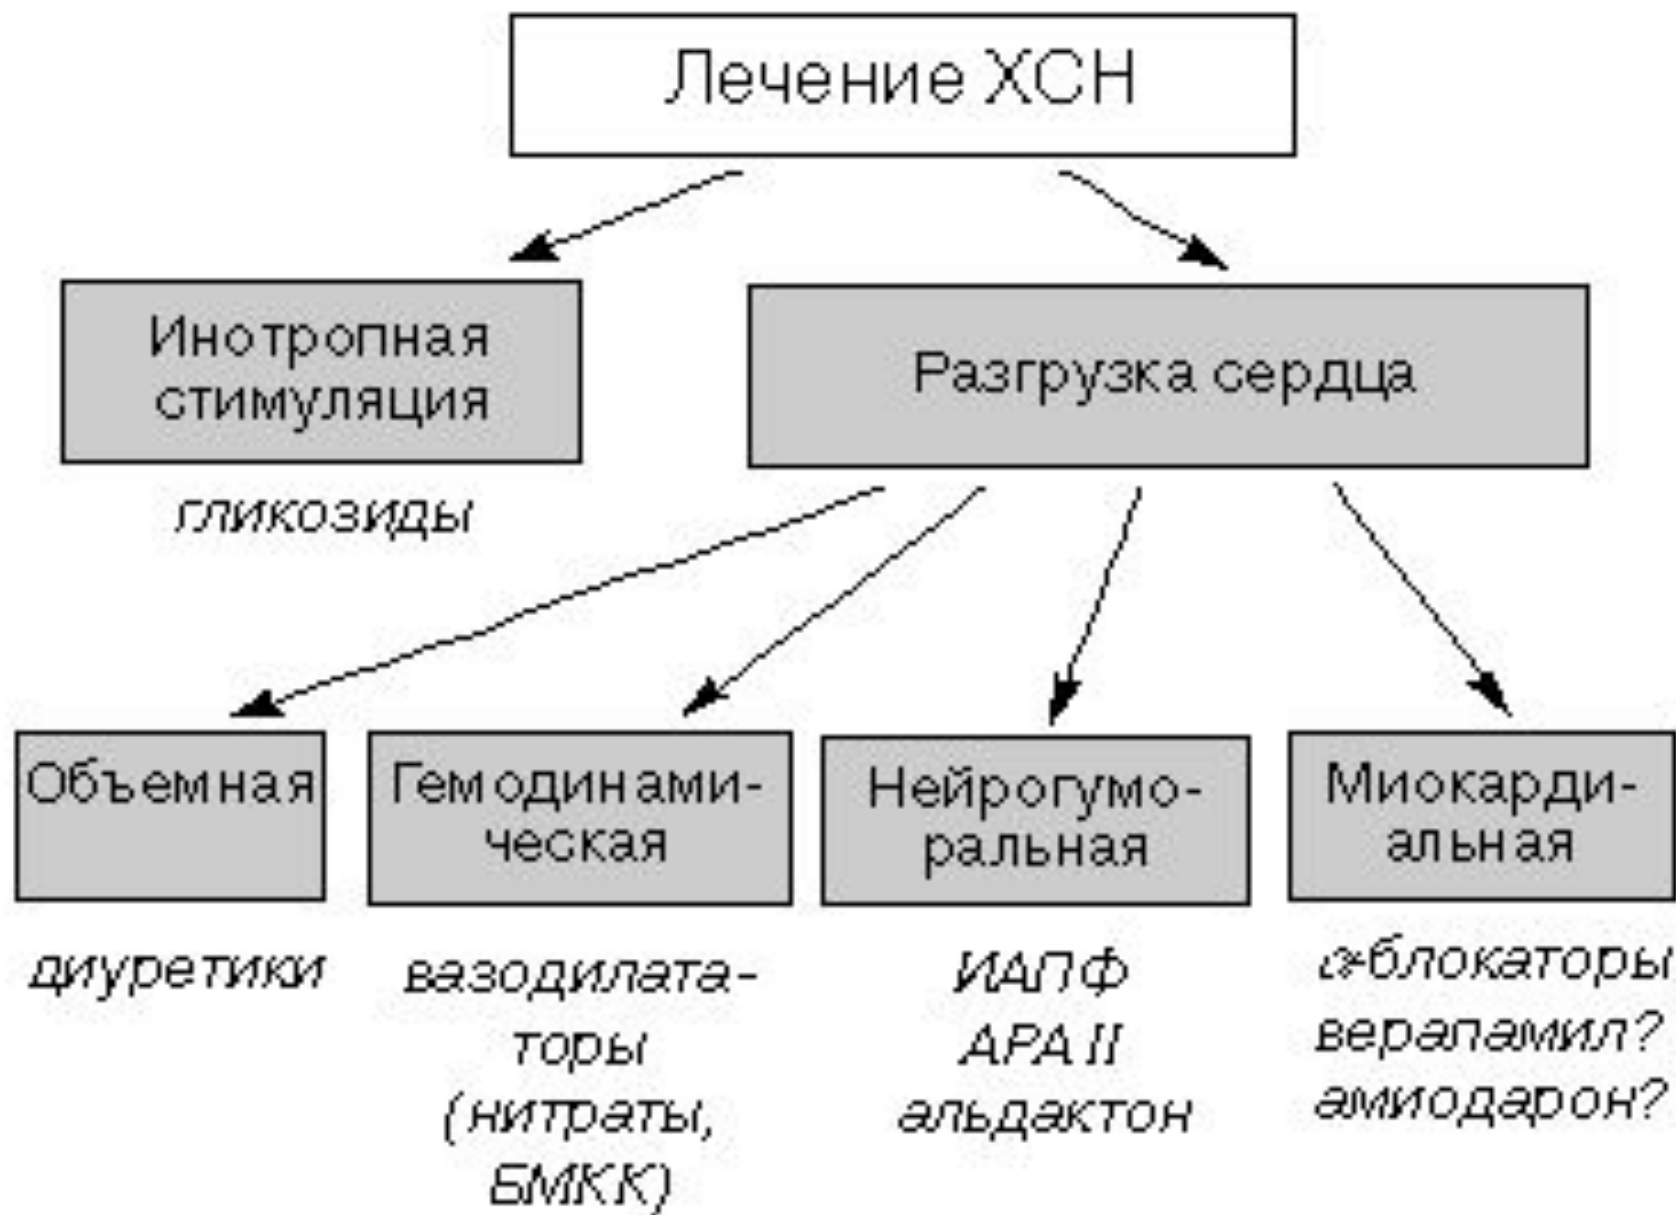 Лечение ХСН
Инотропная
стимуляция
Разгрузка сердца
гликозиды
Объемная
Гемодинами-
ческая
Нейрогумо-
ральная
Миокарди-
альная
диуретики
вазодилата-
торы
(нитраты,
БМКК)
ИАПФ
АРА II
альдактон
α-блокаторы
верапамил?
амиодарон?